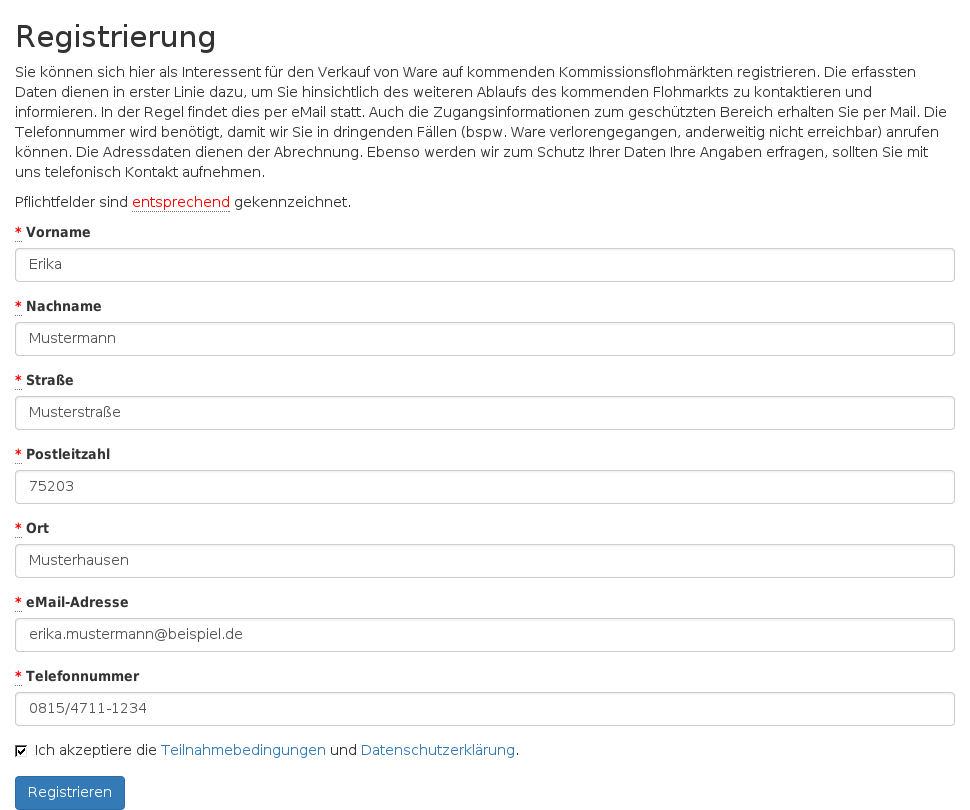 Registrierung
Sie können sich hier als Interessent für den Verkauf von Ware auf kommenden Kommissionsflohmärkten registrieren. Die erfassten
Daten dienen in erster Linie dazu, um Sie hinsichtlich des weiteren Ablaufs des kommenden Flohmarkts zu kontaktieren und
informieren. In der Regel findet dies per eMail statt. Auch die Zugangsinformationen zum geschützten Bereich erhalten Sie per Mail. Die
Telefonnummer wird benötigt, damit wir Sie in dringenden Fällen (bspw. Ware verlorengegangen, anderweitig nicht erreichbar) anrufen
können. Die Adressdaten dienen der Abrechnung. Ebenso werden wir zum Schutz Ihrer Daten Ihre Angaben erfragen, sollten Sie mit
uns telefonisch Kontakt aufnehmen.
Pflichtfelder sind entsprechend gekennzeichnet.
* Vorname
Erika
* Nachname
Mustermann
* Straße
Musterstraße
* Postleitzahl
75203
* Ort
Musterhausen
* eMail-Adresse
erika.mustermann@beispiel.de
* Telefonnummer
0815/4711-1234
Ich akzeptiere die Teilnahmebedingungen und Datenschutzerklärung.
Registrieren